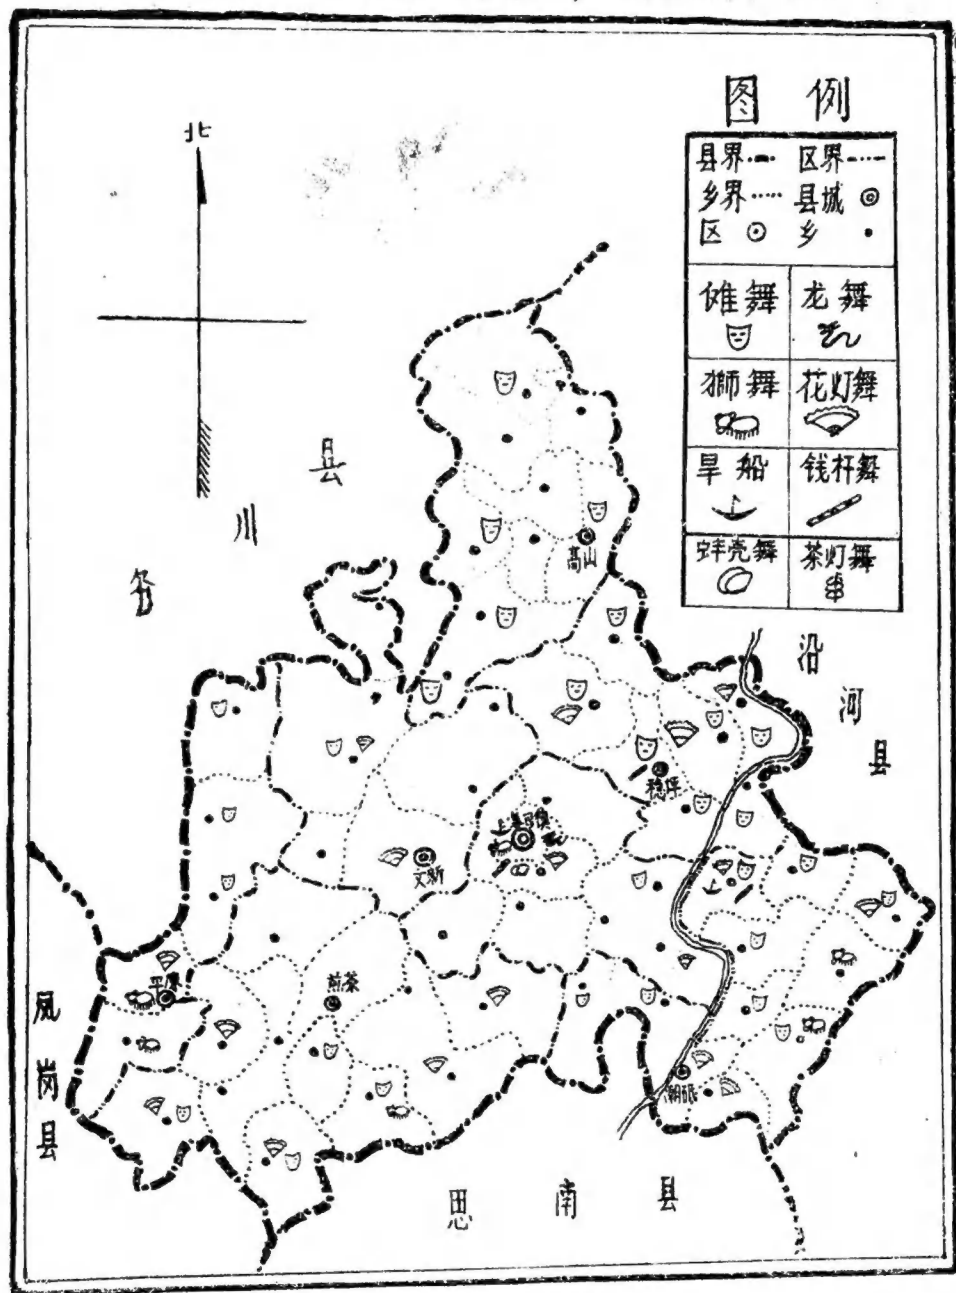 图例
北
县界 区界
乡界 县城
区 乡
傩舞 龙舞
狮舞 花灯舞
旱船 钱杆舞
蚌壳舞 茶灯舞
务川县
高山
沿河县
稳坪
文新
煎茶
凤岗县
潮砥
思南县